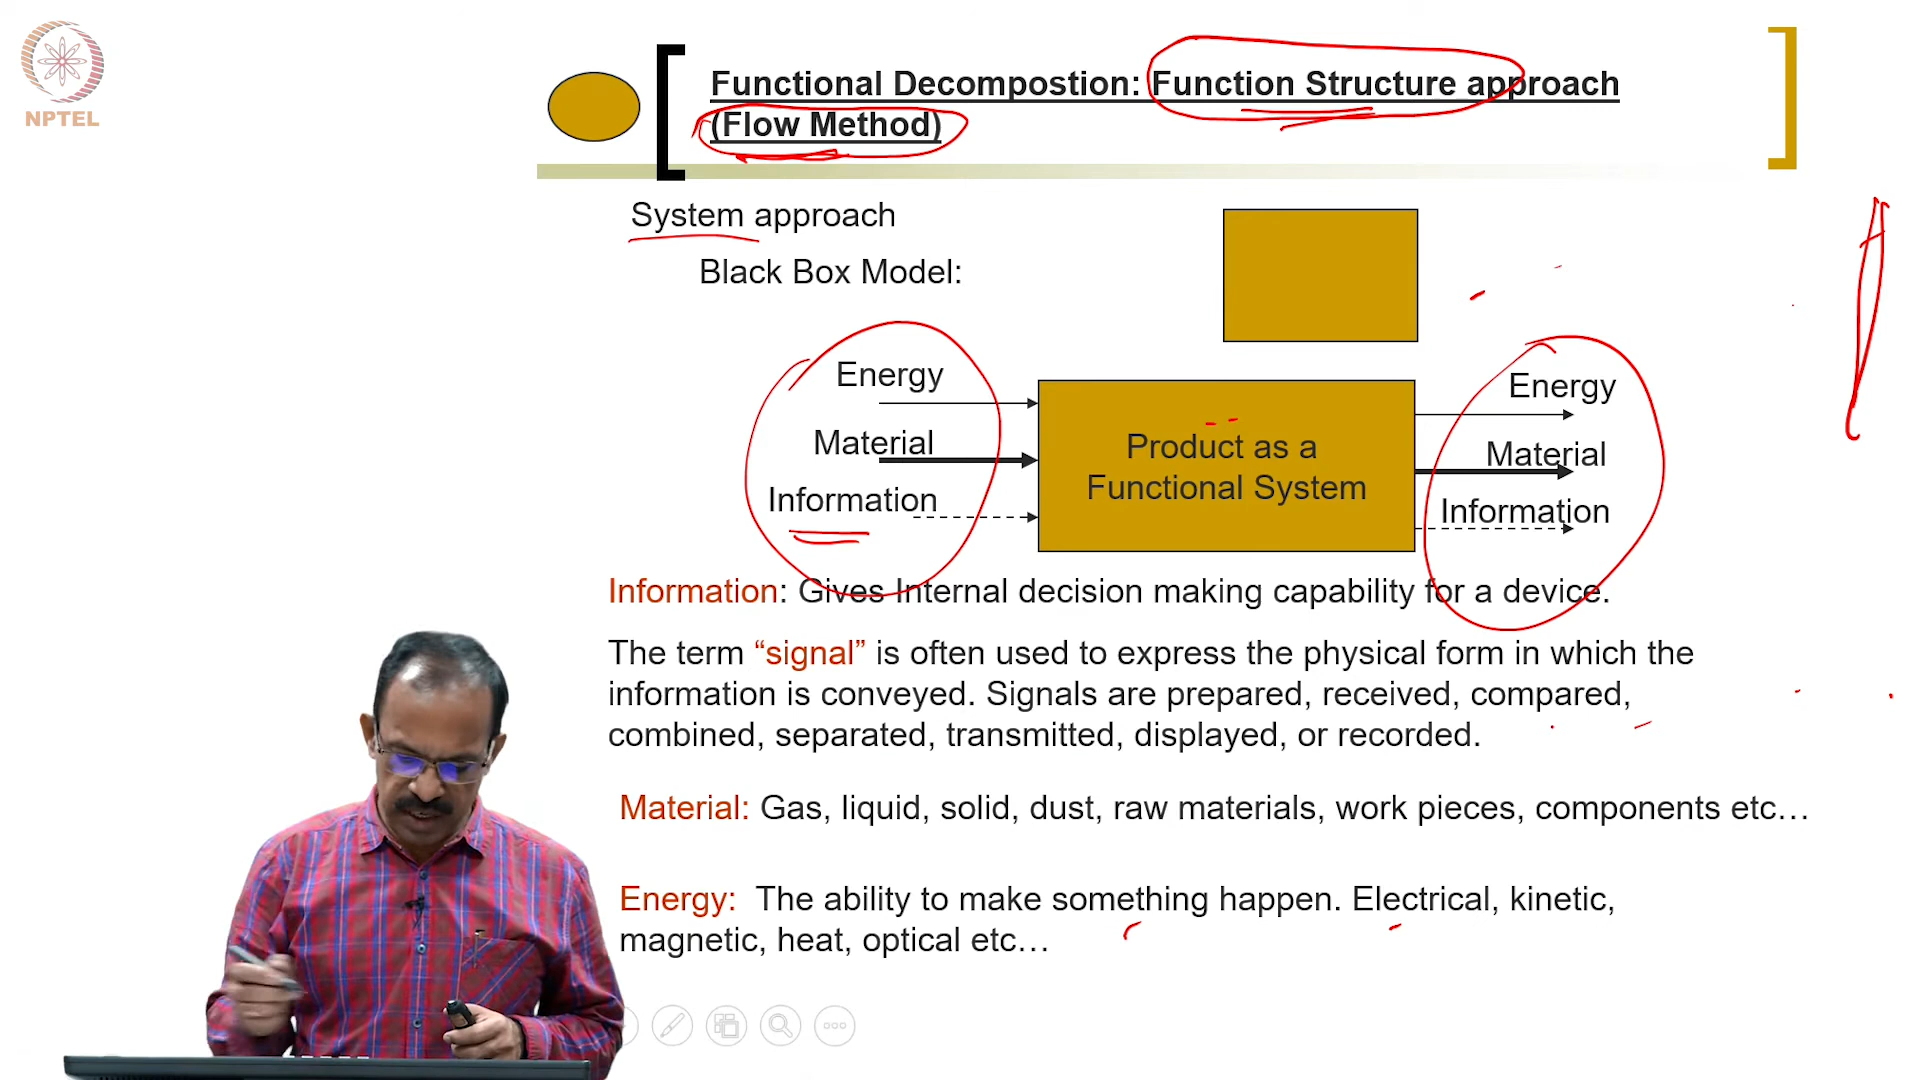 NPTEL
Functional Decompostion: Function Structure approach
(Flow Method)
System approach
Black Box Model:
Energy
Material
Information
Product as a
Functional System
Energy
Material
Information
Information: Gives Internal decision making capability for a device.
The term “signal” is often used to express the physical form in which the
information is conveyed. Signals are prepared, received, compared,
combined, separated, transmitted, displayed, or recorded.
Material: Gas, liquid, solid, dust, raw materials, work pieces, components etc…
Energy: The ability to make something happen. Electrical, kinetic,
magnetic, heat, optical etc…